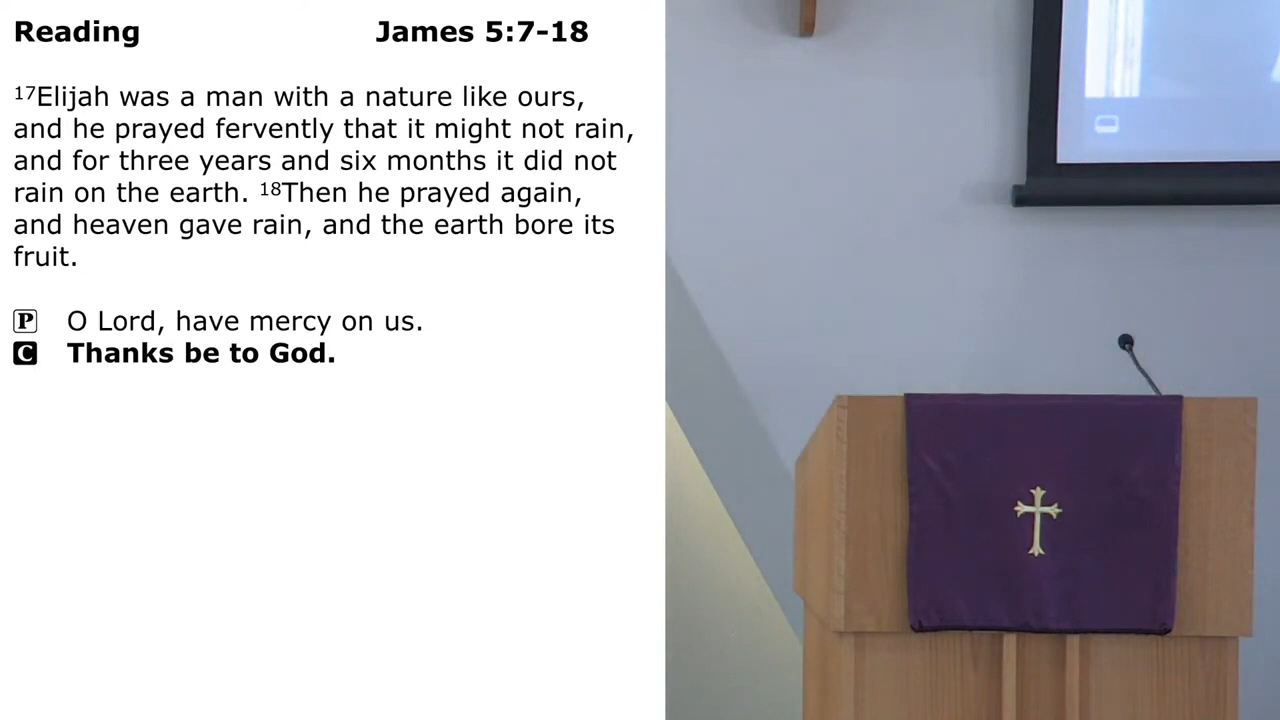 Reading James 5:7-18
17Elijah was a man with a nature like ours,
and he prayed fervently that it might not rain,
and for three years and six months it did not
rain on the earth. 18Then he prayed again,
and heaven gave rain, and the earth bore its
fruit.
P O Lord, have mercy on us.
C Thanks be to God.